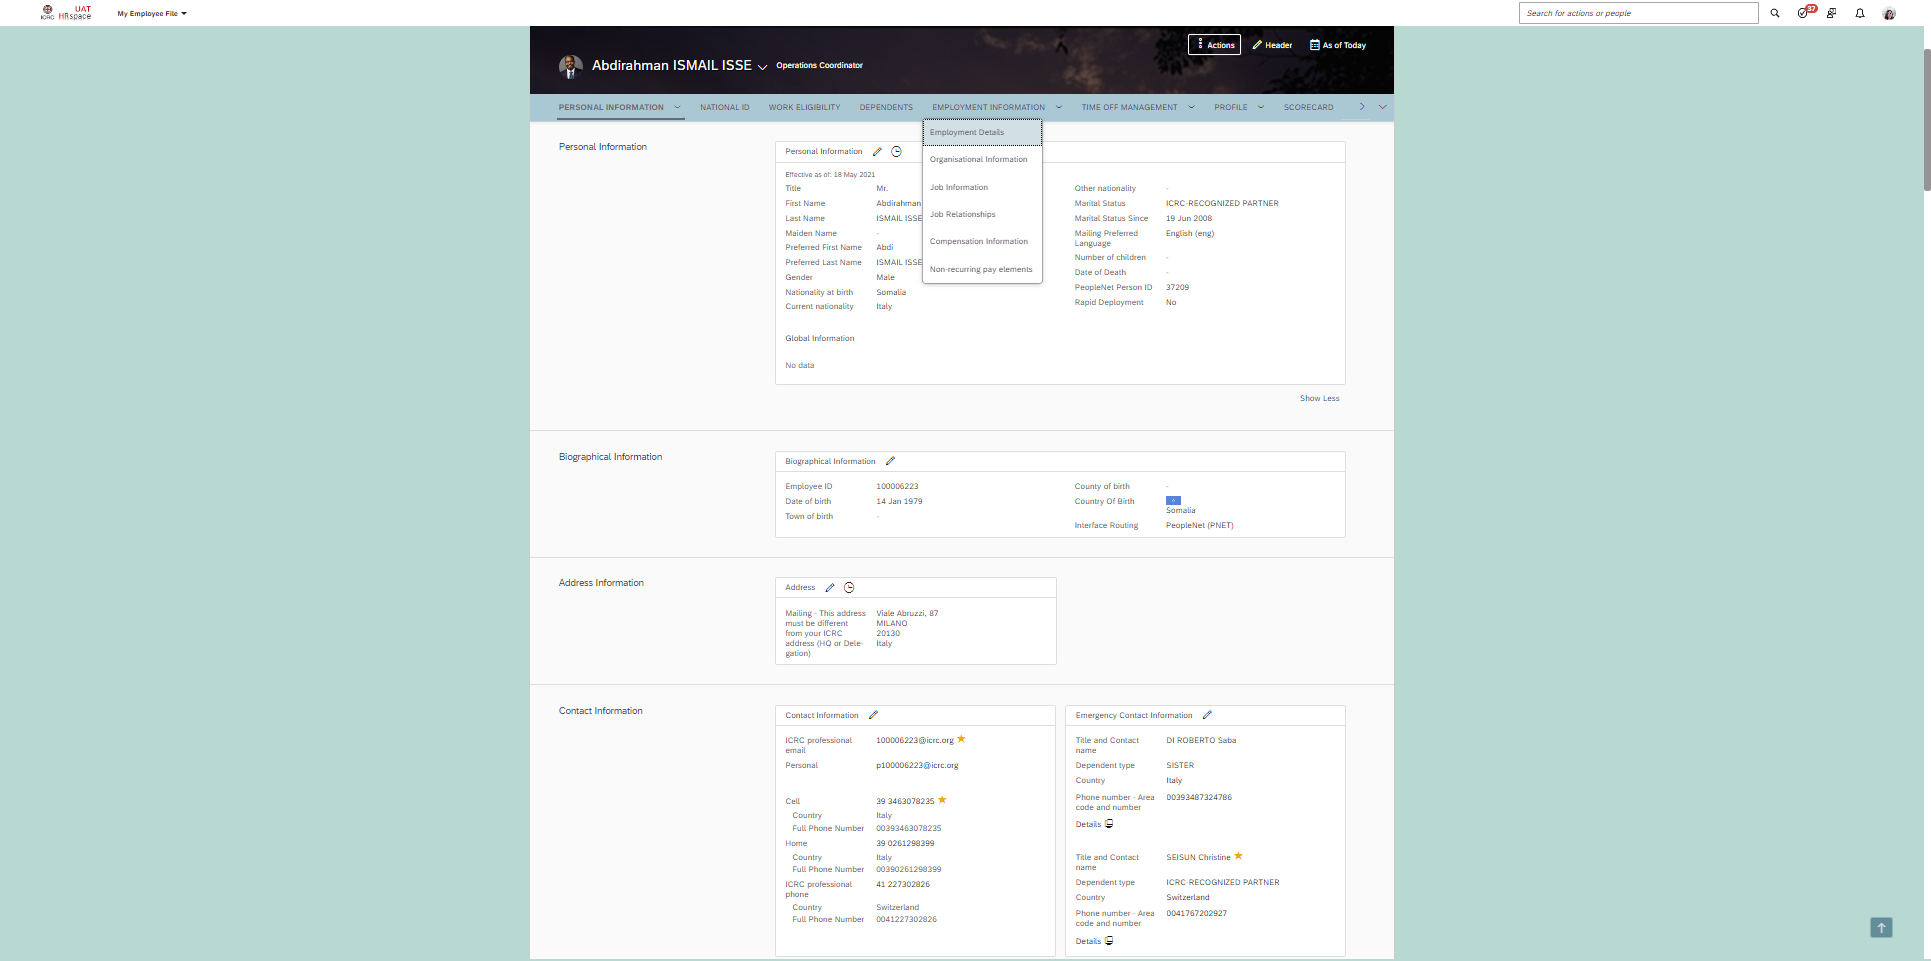 ICRC UAT HRspace
My Employee File
Search for actions or people
37
Actions
Header
As of Today
Abdirahman ISMAIL ISSE
Operations Coordinator
PERSONAL INFORMATION
NATIONAL ID
WORK ELIGIBILITY
DEPENDENTS
EMPLOYMENT INFORMATION
TIME OFF MANAGEMENT
PROFILE
SCORECARD
Employment Details
Organisational Information
Job Information
Job Relationships
Compensation Information
Non-recurring pay elements
Personal Information
Personal Information
Effective as of: 18 May 2021
Title Mr.
First Name Abdirahman
Last Name ISMAIL ISSE
Maiden Name -
Preferred First Name Abdi
Preferred Last Name ISMAIL ISSE
Gender Male
Nationality at birth Somalia
Current nationality Italy
Other nationality -
Marital Status ICRC-RECOGNIZED PARTNER
Marital Status Since 19 Jun 2008
Mailing Preferred English (eng)
Language
Number of children -
Date of Death -
PeopleNet Person ID 37209
Rapid Deployment No
Global Information
No data
Show Less
Biographical Information
Biographical Information
Employee ID 100006223
Date of birth 14 Jan 1979
Town of birth -
County of birth -
Country Of Birth
Somalia
Interface Routing PeopleNet (PNET)
Address Information
Address
Mailing - This address Viale Abruzzi, 87
must be different MILANO
from your ICRC 20130
address (HQ or Dele- Italy
gation)
Contact Information
Contact Information
ICRC professional 100006223@icrc.org
email
Personal p100006223@icrc.org
Cell 39 3463078235
Country Italy
Full Phone Number 00393463078235
Home 39 0261298399
Country Italy
Full Phone Number 00390261298399
ICRC professional 41 227302826
phone
Country Switzerland
Full Phone Number 0041227302826
Emergency Contact Information
Title and Contact DI ROBERTO Saba
name
Dependent type SISTER
Country Italy
Phone number - Area 00393487324786
code and number
Details
Title and Contact SEISUN Christine
name
Dependent type ICRC-RECOGNIZED PARTNER
Country Switzerland
Phone number - Area 0041767202927
code and number
Details